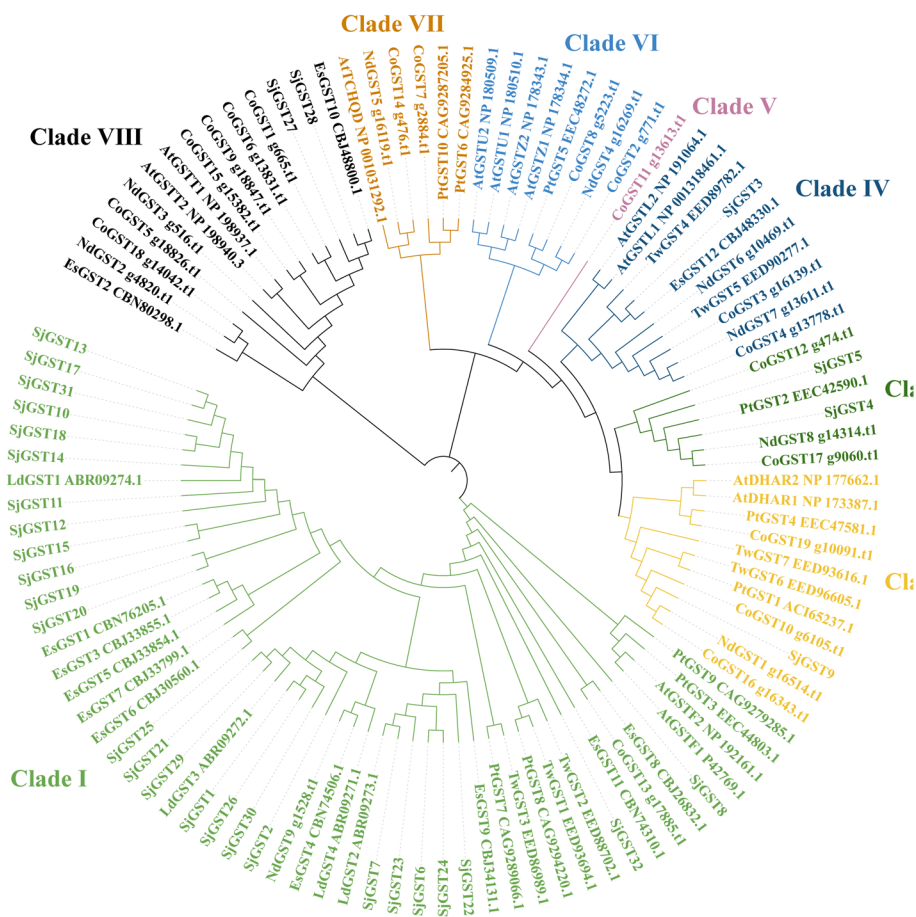 Clade VII
Clade VI
Clade V
Clade IV
Cla
Cla
Clade I
Clade VIII
AtTCHQD NP 001031292.1
NdGST5 g16119.t1
CoGST14 g476.t1
CoGST7 g2884.t1
PtGST10 CAG9287205.1
PtGST6 CAG9284925.1
AtGSTU2 NP 180509.1
AtGSTU1 NP 180510.1
AtGSTZ2 NP 178343.1
AtGSTZ1 NP 178344.1
PtGST5 EEC48272.1
CoGST8 g5223.t1
NdGST4 g16269.t1
CoGST2 g771.t1
CoGST11 g13613.t1
AtGSTL2 NP 191064.1
AtGSTL1 NP 001318461.1
TwGST4 EED89782.1
SjGST3
EsGST12 CBJ48330.1
NdGST6 g10469.t1
TwGST5 EED90277.1
CoGST3 g16139.t1
NdGST7 g13611.t1
CoGST4 g13778.t1
CoGST12 g474.t1
SjGST5
PtGST2 EEC42590.1
SjGST4
NdGST8 g14314.t1
CoGST17 g9060.t1
AtDHAR2 NP 177662.1
AtDHAR1 NP 173387.1
PtGST4 EEC47581.1
CoGST19 g10091.t1
TwGST7 EED93616.1
TwGST6 EED96605.1
PtGST1 ACI65237.1
CoGST10 g6105.t1
SjGST9
NdGST1 g16514.t1
CoGST16 g16343.t1
PtGST9 CAG9279285.1
PtGST3 EEC44803.1
AtGSTF2 NP 192161.1
AtGSTF1 P42769.1
SjGST8
EsGST8 CBJ26832.1
CoGST13 g17885.t1
EsGST11 CBN74310.1
SjGST32
TwGST2 EED88702.1
TwGST1 EED93694.1
PtGST8 CAG9294220.1
TwGST3 EED86989.1
PtGST7 CAG9289066.1
EsGST9 CBJ34131.1
SjGST22
SjGST24
SjGST6
SjGST23
SjGST7
LdGST2 ABR09273.1
LdGST4 ABR09271.1
EsGST4 CBN74506.1
NdGST9 g1528.t1
SjGST2
SjGST30
SjGST26
SjGST1
LdGST3 ABR09272.1
SjGST29
SjGST21
SjGST25
EsGST6 CBJ30560.1
EsGST7 CBJ33799.1
EsGST5 CBJ33854.1
EsGST3 CBJ33855.1
EsGST1 CBN76205.1
SjGST20
SjGST19
SjGST16
SjGST15
SjGST12
SjGST11
LdGST1 ABR09274.1
SjGST14
SjGST18
SjGST10
SjGST31
SjGST17
SjGST13
EsGST2 CBN80298.1
NdGST2 g4820.t1
CoGST18 g14042.t1
CoGST5 g18826.t1
NdGST3 g516.t1
AtGSTT2 NP 198940.3
AtGSTT1 NP 198937.1
CoGST15 g15382.t1
CoGST9 g18847.t1
CoGST6 g13831.t1
CoGST1 g665.t1
SjGST27
SjGST28
EsGST10 CBJ48800.1